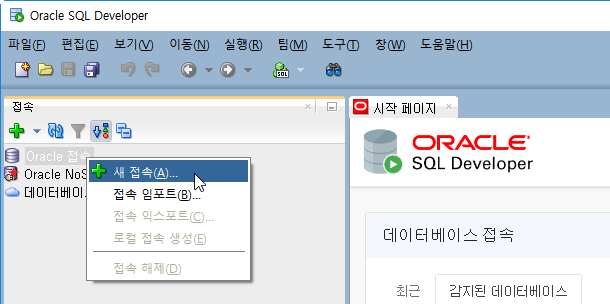 Oracle SQL Developer
파일(F) 편집(E) 보기(V) 이동(N) 실행(R) 팀(M) 도구(T) 창(W) 도움말(H)
SQL
접속
시작 페이지
Oracle 접속
Oracle NoS
데이터베이스
새 접속(A)...
접속 임포트(B)...
접속 익스포트(C)...
로컬 접속 생성(E)
접속 해제(D)
ORACLE
SQL Developer
데이터베이스 접속
최근 감지된 데이터베이스